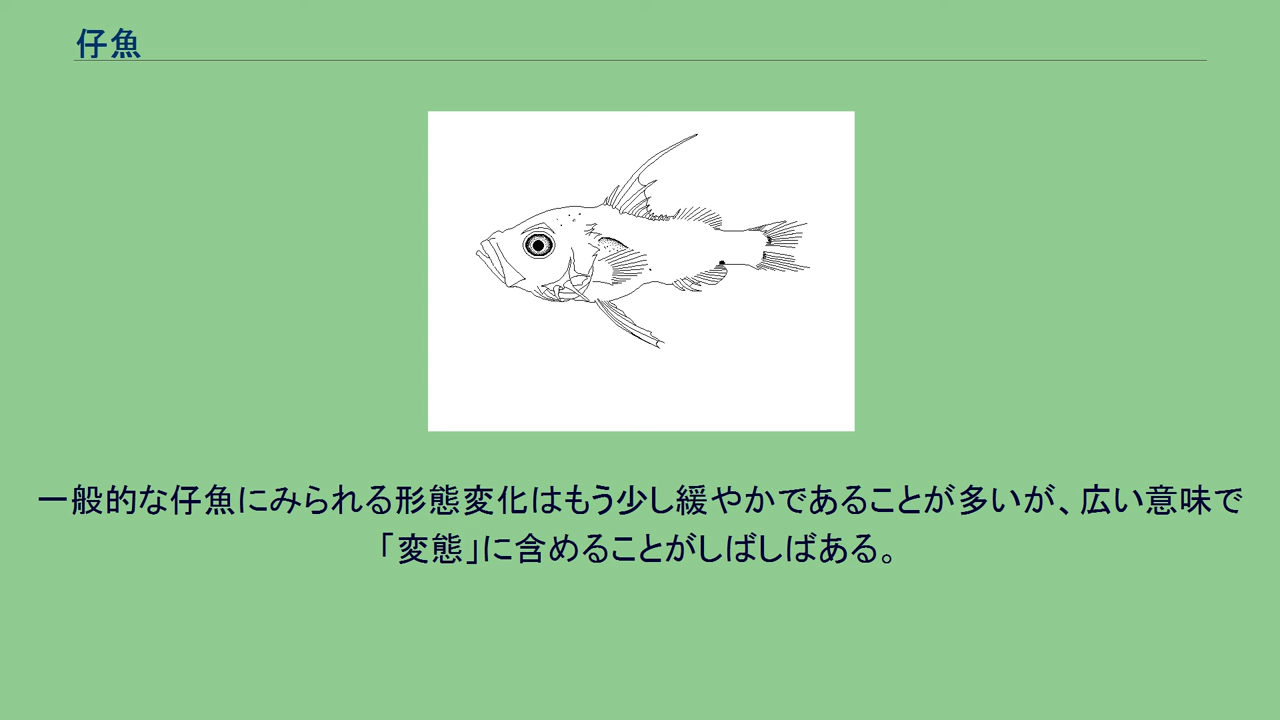 仔魚
一般的な仔魚にみられる形態変化はもう少し緩やかであることが多いが、広い意味で
「変態」に含めることがしばしばある。